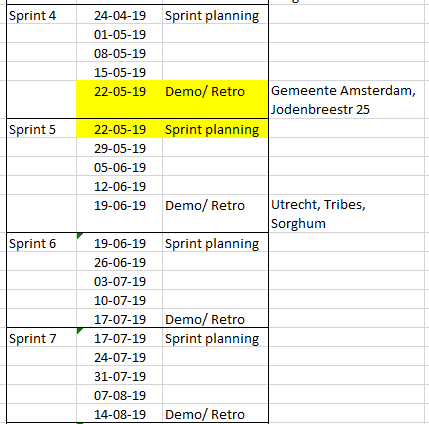 Sprint 4 24-04-19 Sprint planning
01-05-19
08-05-19
15-05-19
22-05-19 Demo/ Retro Gemeente Amsterdam,
Jodenbreestr 25
Sprint 5 22-05-19 Sprint planning
29-05-19
05-06-19
12-06-19
19-06-19 Demo/ Retro Utrecht, Tribes,
Sorghum
Sprint 6 19-06-19 Sprint planning
26-06-19
03-07-19
10-07-19
17-07-19 Demo/ Retro
Sprint 7 17-07-19 Sprint planning
24-07-19
31-07-19
07-08-19
14-08-19 Demo/ Retro